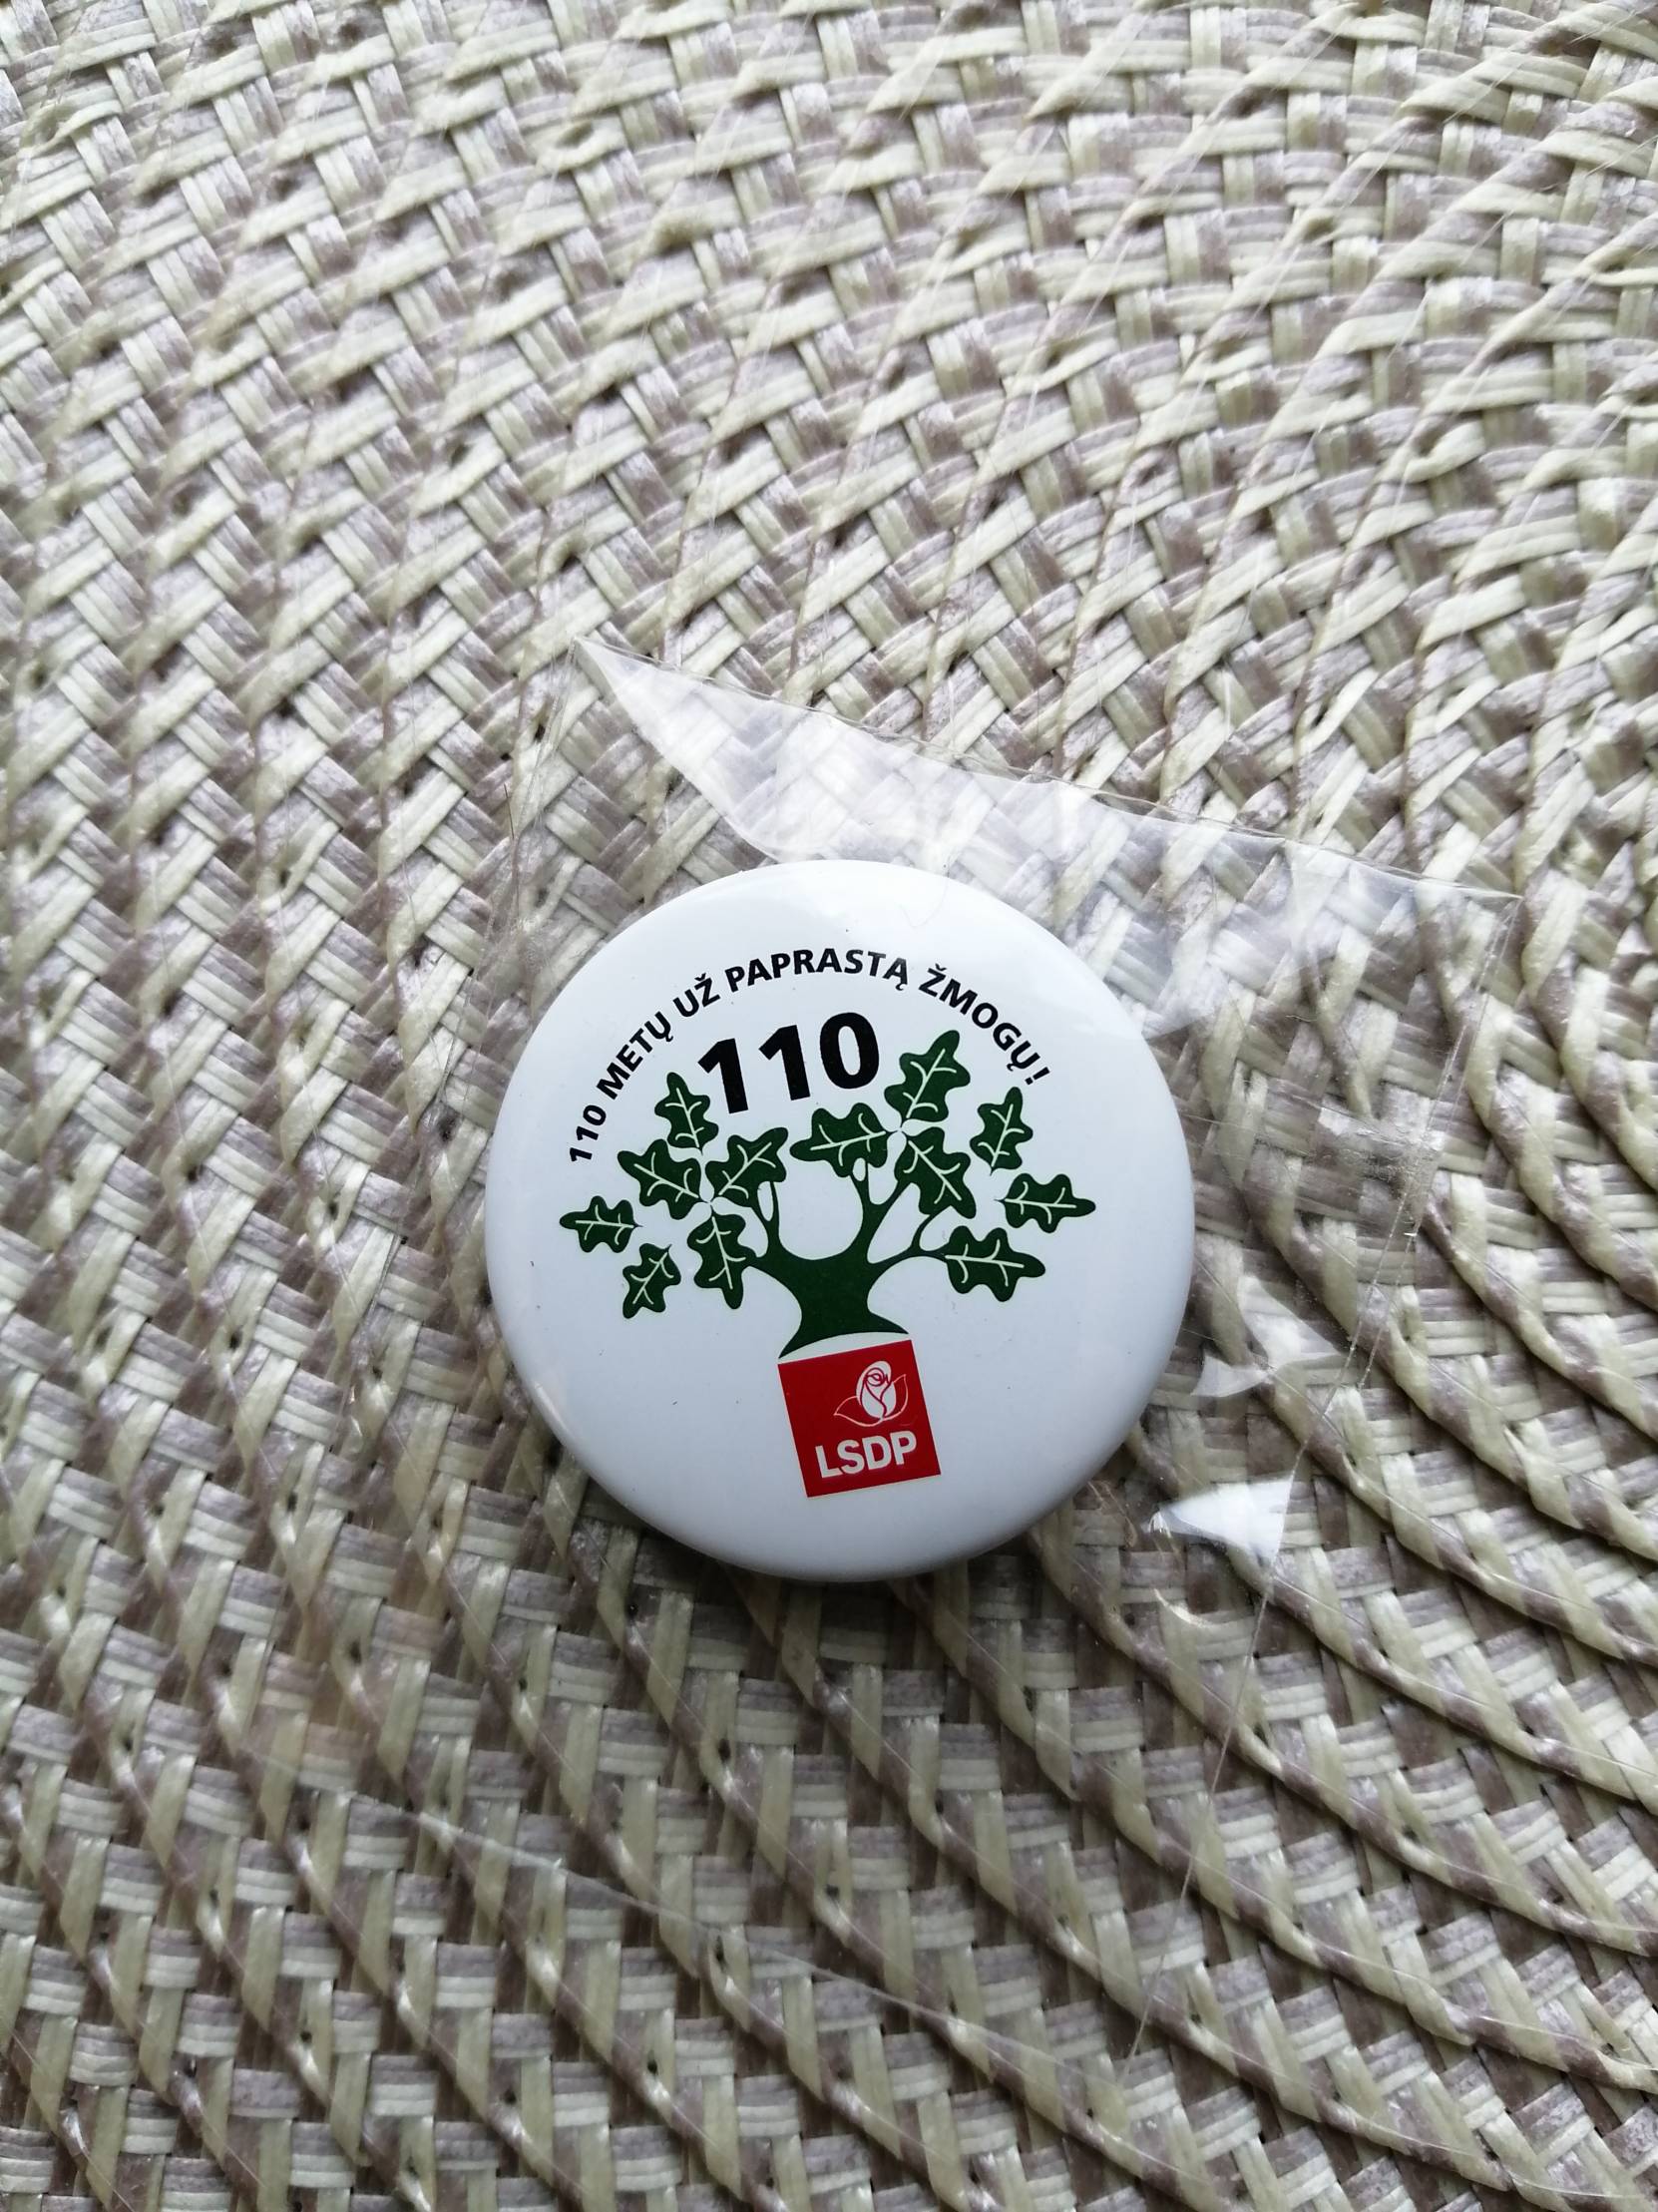 110 METŲ UŽ PAPRASTĄ ŽMOGŲ!
110
LSDP